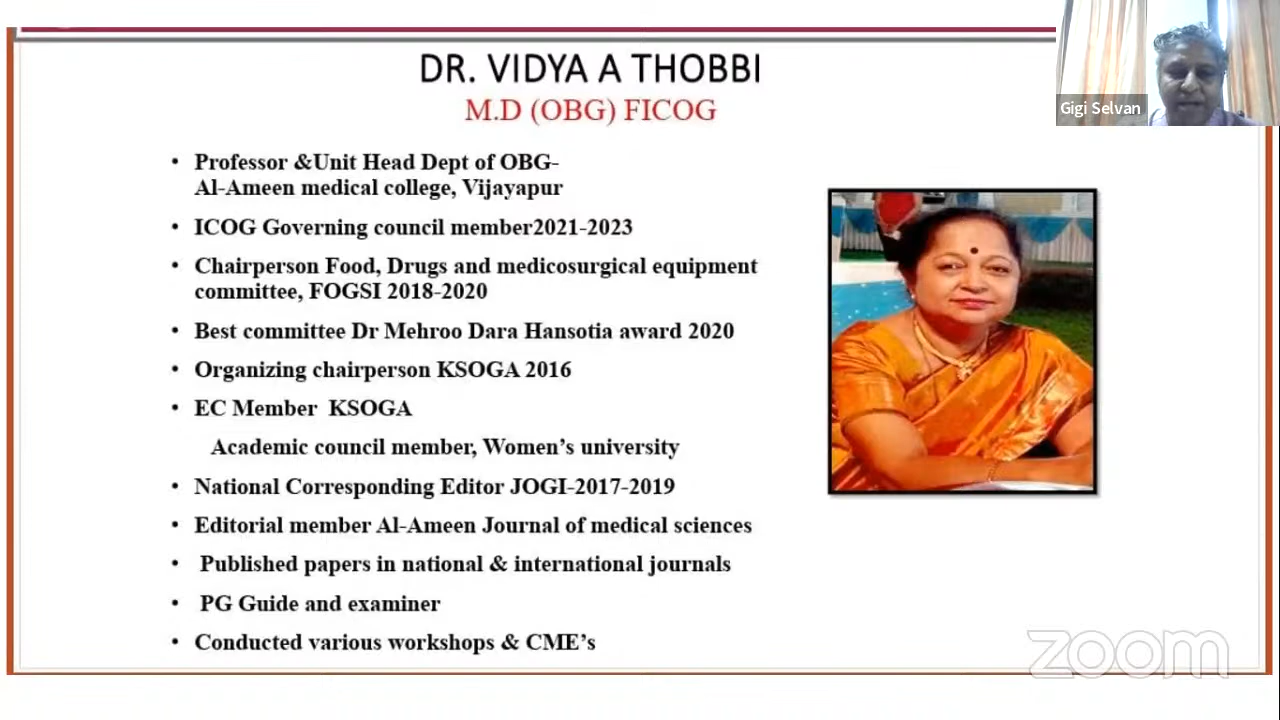 DR. VIDYA A THOBBI
M.D (OBG) FICOG
Gigi Selvan
• Professor &Unit Head Dept of OBG-
Al-Ameen medical college, Vijayapur
• ICOG Governing council member2021-2023
• Chairperson Food, Drugs and medicosurgical equipment
committee, FOGSI 2018-2020
• Best committee Dr Mehroo Dara Hansotia award 2020
• Organizing chairperson KSOGA 2016
• EC Member KSOGA
Academic council member, Women’s university
• National Corresponding Editor JOGI-2017-2019
• Editorial member Al-Ameen Journal of medical sciences
• Published papers in national & international journals
• PG Guide and examiner
• Conducted various workshops & CME’s
zoom